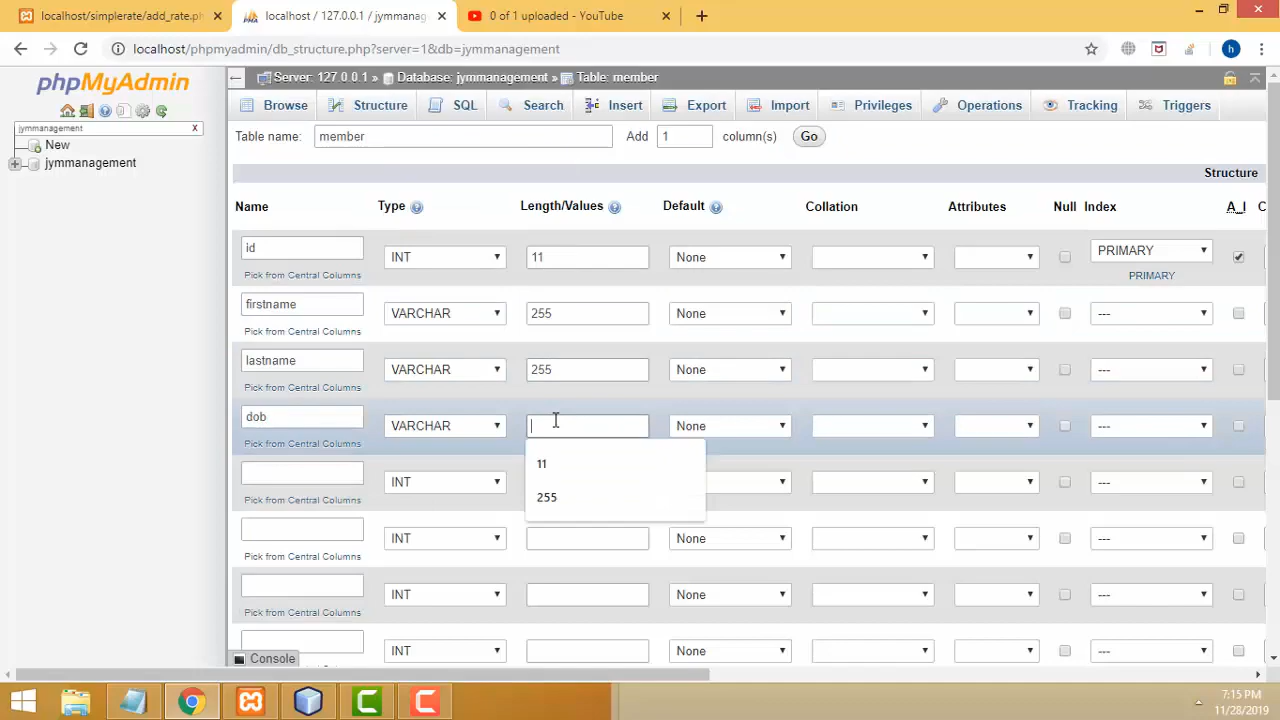 localhost/simplerate/add_rate.ph
localhost / 127.0.0.1 / jymmanag
0 of 1 uploaded - YouTube
localhost/phpmyadmin/db_structure.php?server=1&db=jymmanagement
h
phpMyAdmin
Server: 127.0.0.1 » Database: jymmanagement » Table: member
Browse Structure SQL Search Insert Export Import Privileges Operations Tracking Triggers
jymmanagement X
New
jymmanagement
Table name: member Add 1 column(s) Go
Structure
Name Type Length/Values Default Collation Attributes Null Index A_I C
id INT 11 None PRIMARY
Pick from Central Columns PRIMARY
firstname VARCHAR 255 None ---
Pick from Central Columns
lastname VARCHAR 255 None ---
Pick from Central Columns
dob VARCHAR None ---
Pick from Central Columns
11
INT None ---
255
Pick from Central Columns
INT None ---
Pick from Central Columns
INT None ---
Pick from Central Columns
INT None ---
Console
7:15 PM
11/28/2019